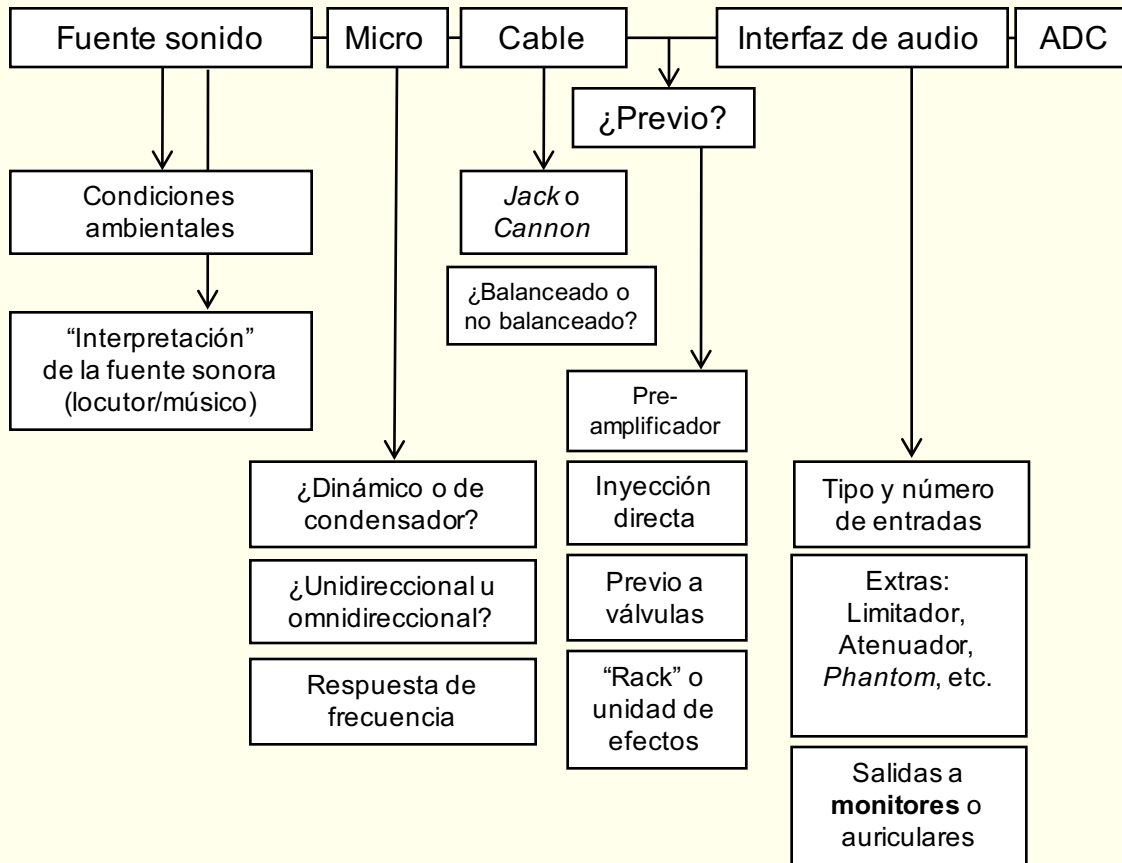 Fuente sonido
Micro
Cable
Interfaz de audio
ADC
¿Previo?
Condiciones
ambientales
Jack o
Cannon
¿Balanceado o
no balanceado?
“Interpretación”
de la fuente sonora
(locutor/músico)
Pre-
amplificador
¿Dinámico o de
condensador?
Inyección
directa
Tipo y número
de entradas
¿Unidireccional u
omnidireccional?
Previo a
válvulas
Extras:
Limitador,
Atenuador,
Phantom, etc.
Respuesta de
frecuencia
“Rack” o
unidad de
efectos
Salidas a
monitores o
auriculares